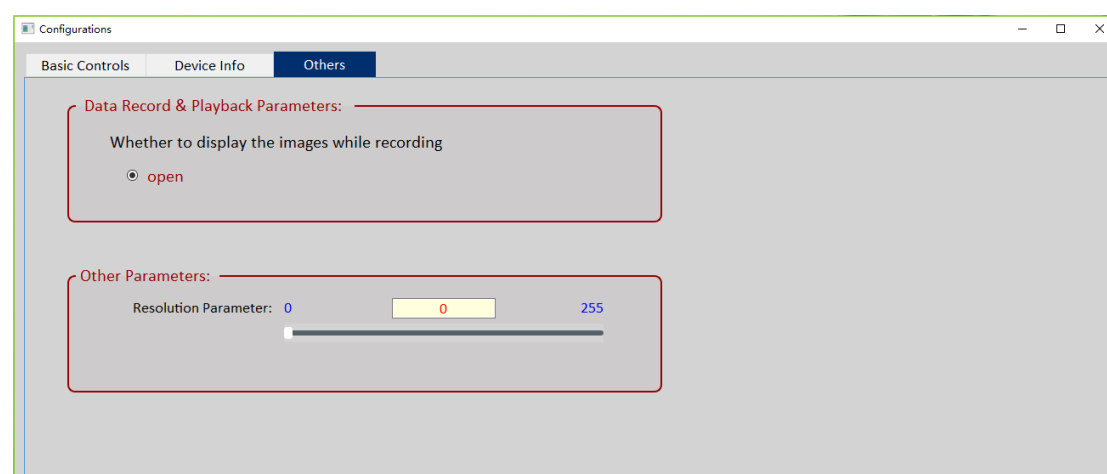 Configurations
Basic Controls Device Info Others
Data Record & Playback Parameters:
Whether to display the images while recording
open
Other Parameters:
Resolution Parameter: 0 0 255